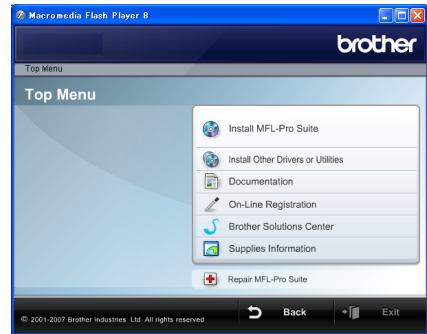 Macromedia Flash Player 8
brother
Top Menu
Top Menu
Install MFL-Pro Suite
Install Other Drivers or Utilities
Documentation
On-Line Registration
Brother Solutions Center
Supplies Information
Repair MFL-Pro Suite
© 2001-2007 Brother Industries Ltd. All rights reserved
Back
Exit